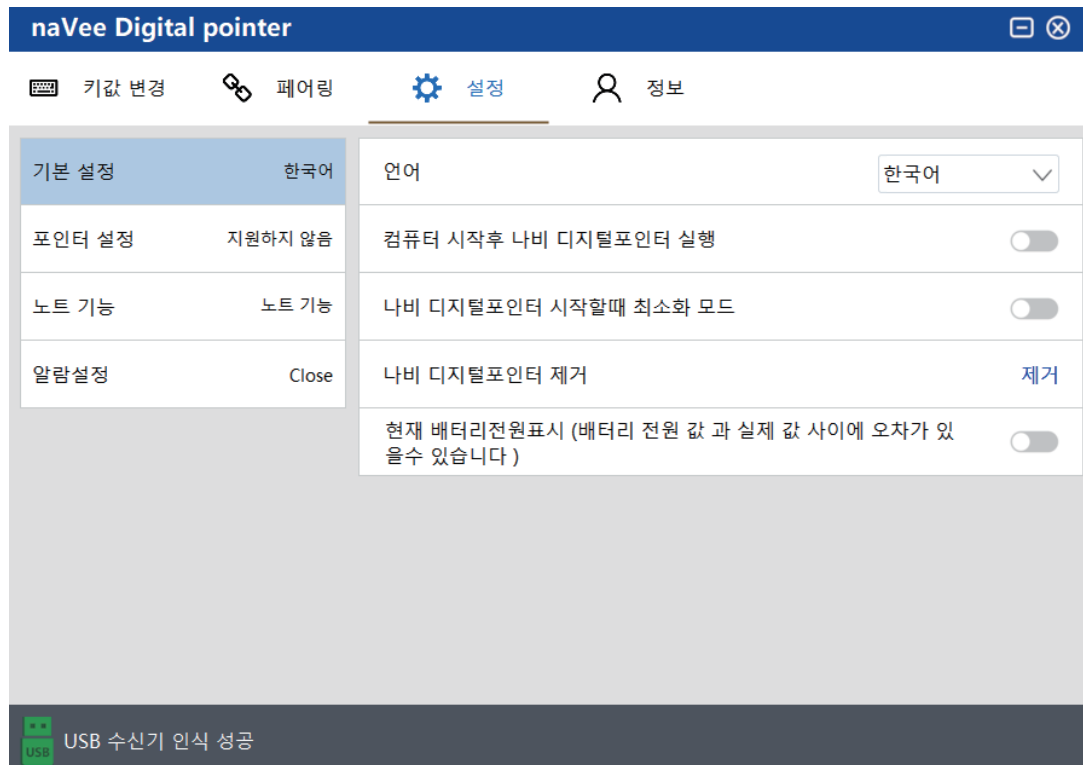 naVee Digital pointer
키값 변경 페어링 설정 정보
기본 설정 한국어
포인터 설정 지원하지 않음
노트 기능 노트 기능
알람설정 Close
언어 한국어
컴퓨터 시작후 나비 디지털포인터 실행
나비 디지털포인터 시작할때 최소화 모드
나비 디지털포인터 제거 제거
현재 배터리전원표시 (배터리 전원 값 과 실제 값 사이에 오차가 있
을수 있습니다 )
USB USB 수신기 인식 성공